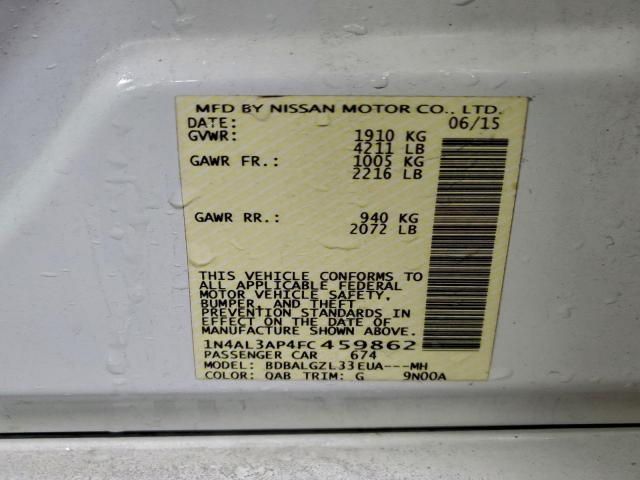 MFD BY NISSAN MOTOR CO., LTD.
DATE: 06/15
GVWR: 1910 KG
4211 LB
GAWR FR.: 1005 KG
2216 LB
GAWR RR.: 940 KG
2072 LB
THIS VEHICLE CONFORMS TO
ALL APPLICABLE FEDERAL
MOTOR VEHICLE SAFETY,
BUMPER, AND THEFT
PREVENTION STANDARDS IN
EFFECT ON THE DATE OF
MANUFACTURE SHOWN ABOVE.
1N4AL3AP4FC459862
PASSENGER CAR 674
MODEL: BDBALGZL33EUA---MH
COLOR: QAB TRIM: G 9N00A